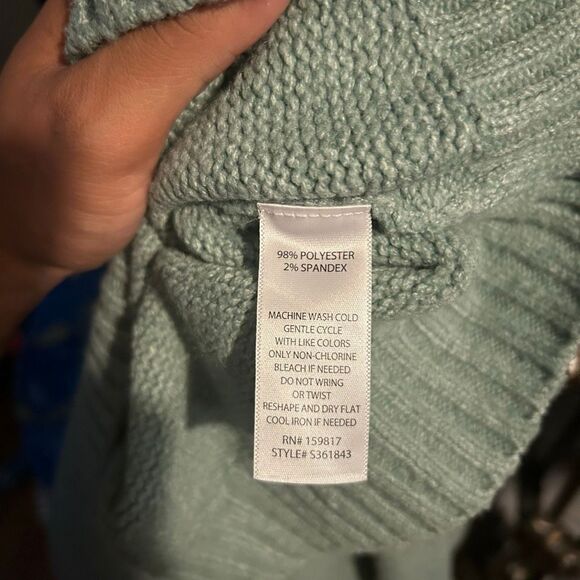 98% POLYESTER
2% SPANDEX
MACHINE WASH COLD
GENTLE CYCLE
WITH LIKE COLORS
ONLY NON-CHLORINE
BLEACH IF NEEDED
DO NOT WRING
OR TWIST
RESHAPE AND DRY FLAT
COOL IRON IF NEEDED
RN# 159817
STYLE# S361843